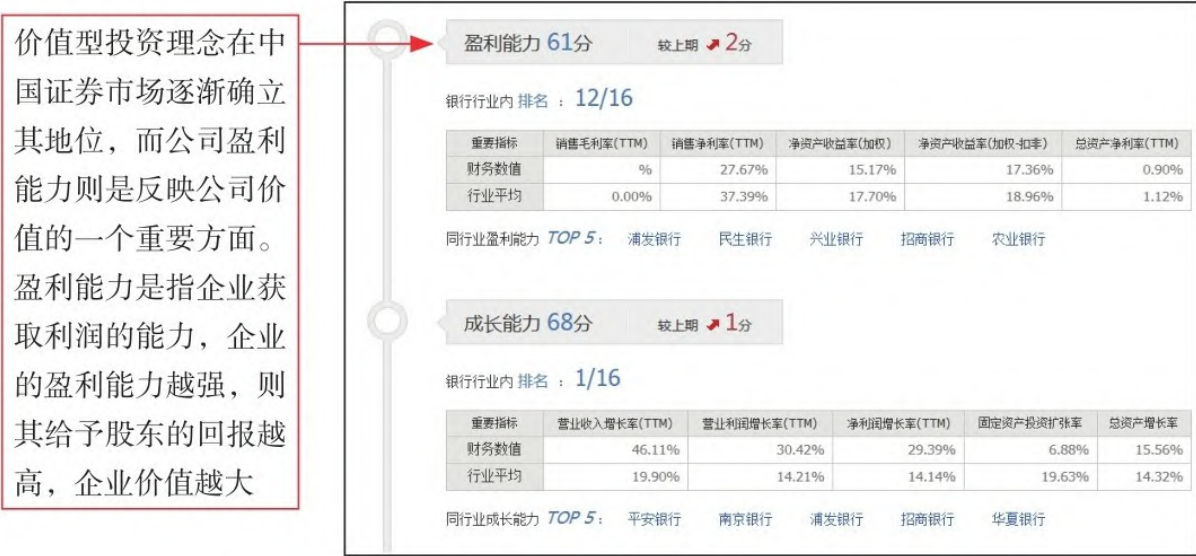 价值型投资理念在中
国证券市场逐渐确立
其地位，而公司盈利
能力则是反映公司价
值的一个重要方面。
盈利能力是指企业获
取利润的能力，企业
的盈利能力越强，则
其给予股东的回报越
高，企业价值越大
盈利能力 61分 较上期 2分
银行行业内 排名 ： 12/16
重要指标 销售毛利率(TTM) 销售净利率(TTM) 净资产收益率(加权) 净资产收益率(加权-扣非) 总资产净利率(TTM)
财务数值 % 27.67% 15.17% 17.36% 0.90%
行业平均 0.00% 37.39% 17.70% 18.96% 1.12%
同行业盈利能力 TOP 5： 浦发银行 民生银行 兴业银行 招商银行 农业银行
成长能力 68分 较上期 1分
银行行业内 排名 ： 1/16
重要指标 营业收入增长率(TTM) 营业利润增长率(TTM) 净利润增长率(TTM) 固定资产投资扩张率 总资产增长率
财务数值 46.11% 30.42% 29.39% 6.88% 15.56%
行业平均 19.90% 14.21% 14.14% 19.63% 14.32%
同行业成长能力 TOP 5： 平安银行 南京银行 浦发银行 招商银行 华夏银行